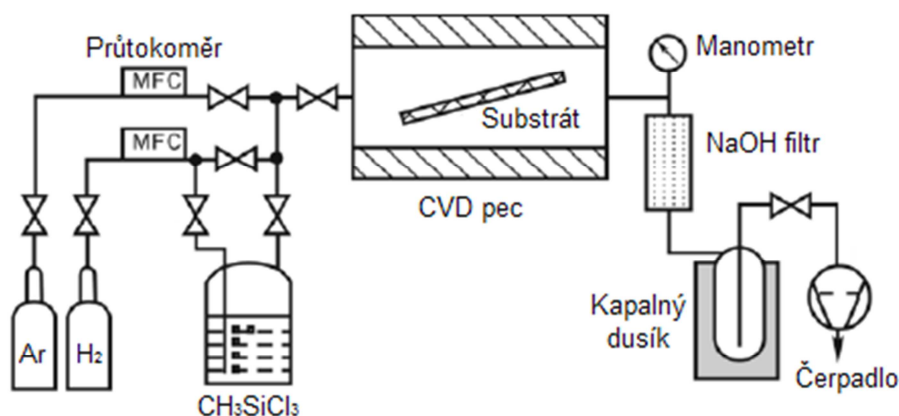 Průtokoměr
MFC
MFC
Ar
H₂
CH₃SiCl₃
Substrát
CVD pec
Manometr
NaOH filtr
Kapalný
dusík
Čerpadlo